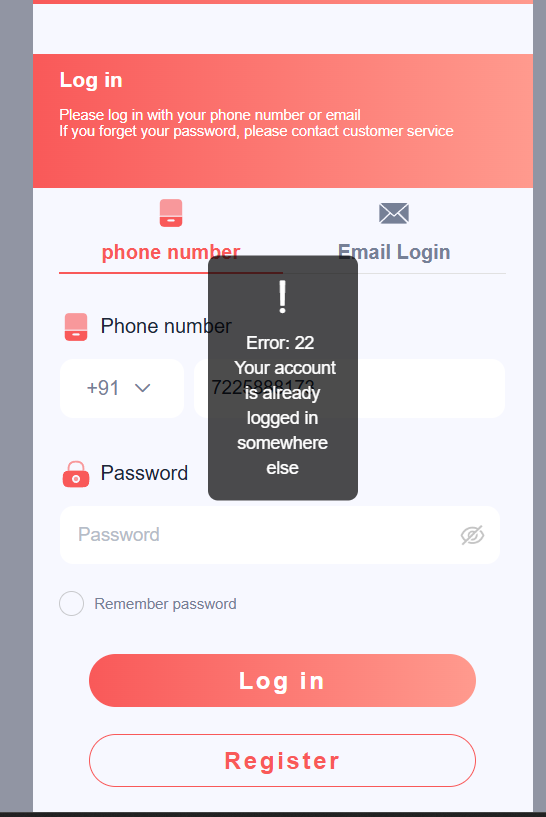 Log in
Please log in with your phone number or email
If you forget your password, please contact customer service
phone number
Email Login
Phone number
+91
7225888172
Error: 22
Your account
is already
logged in
somewhere
else
Password
Password
Remember password
Log in
Register